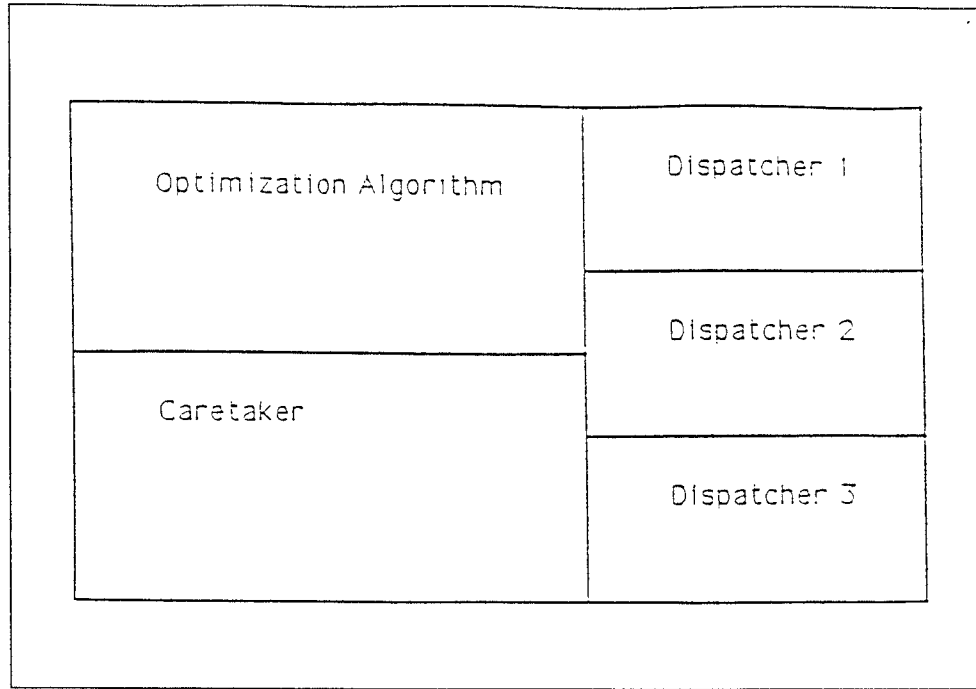 Optimization Algorithm
Caretaker
Dispatcher 1
Dispatcher 2
Dispatcher 3